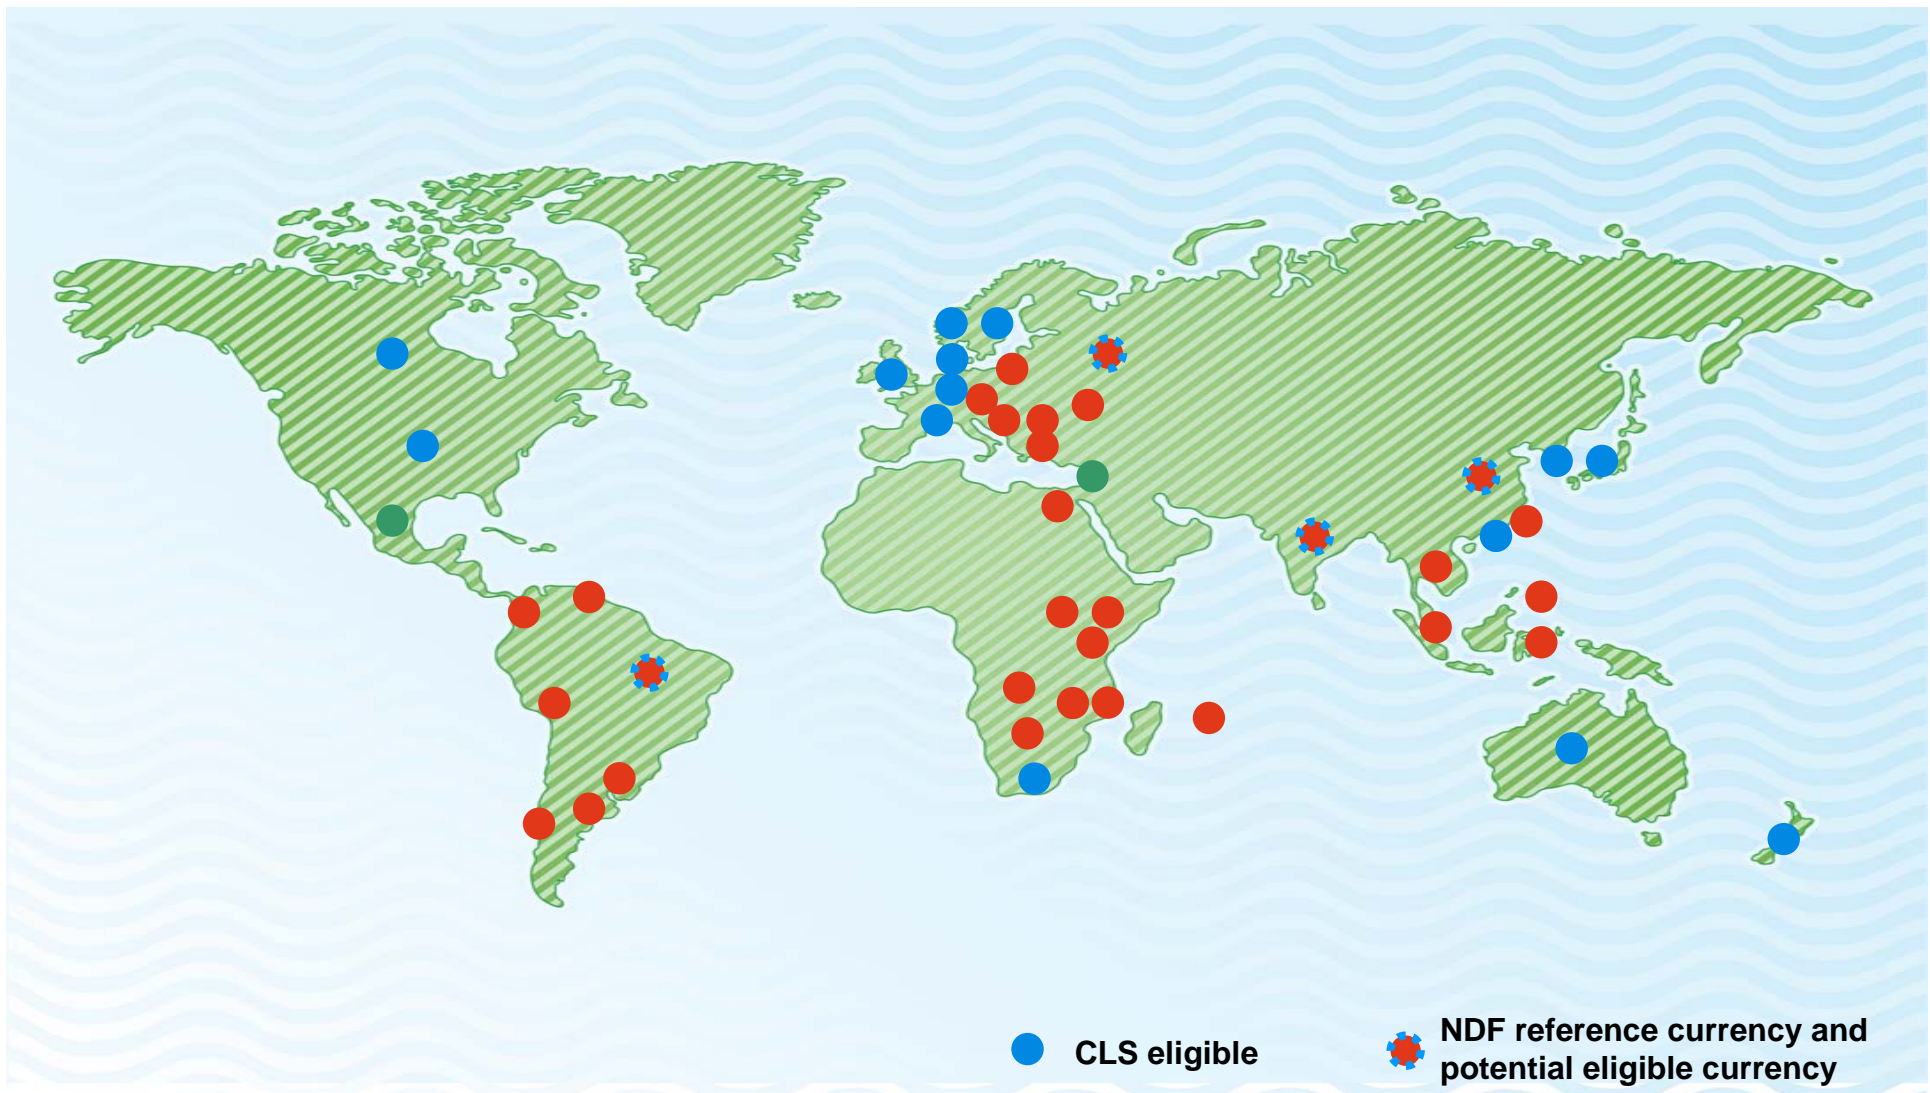 CLS eligible
NDF reference currency and
potential eligible currency